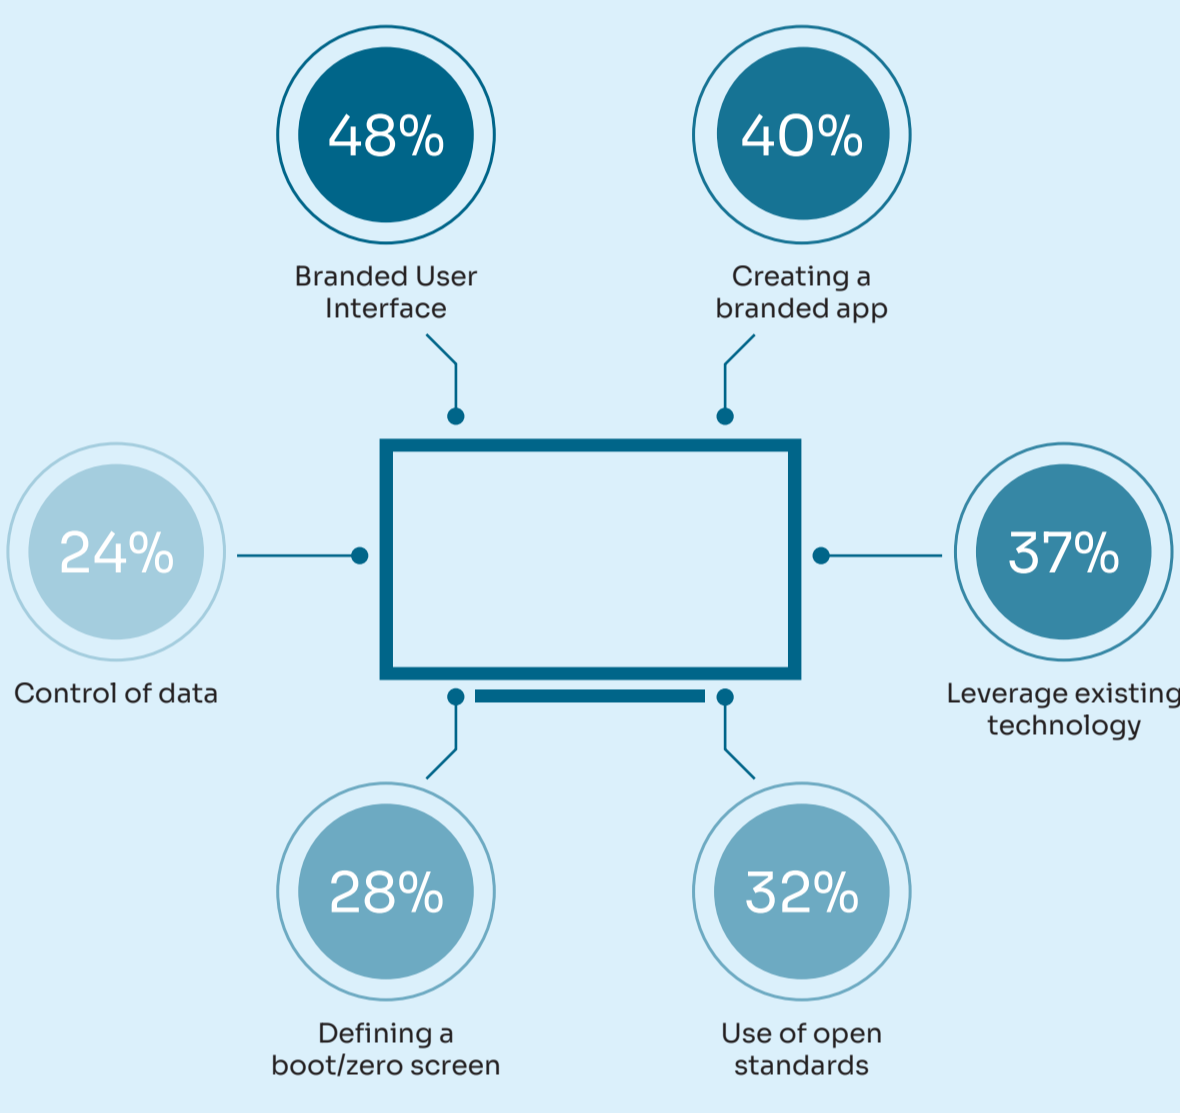 48%
Branded User
Interface
40%
Creating a
branded app
24%
Control of data
37%
Leverage existing
technology
28%
Defining a
boot/zero screen
32%
Use of open
standards